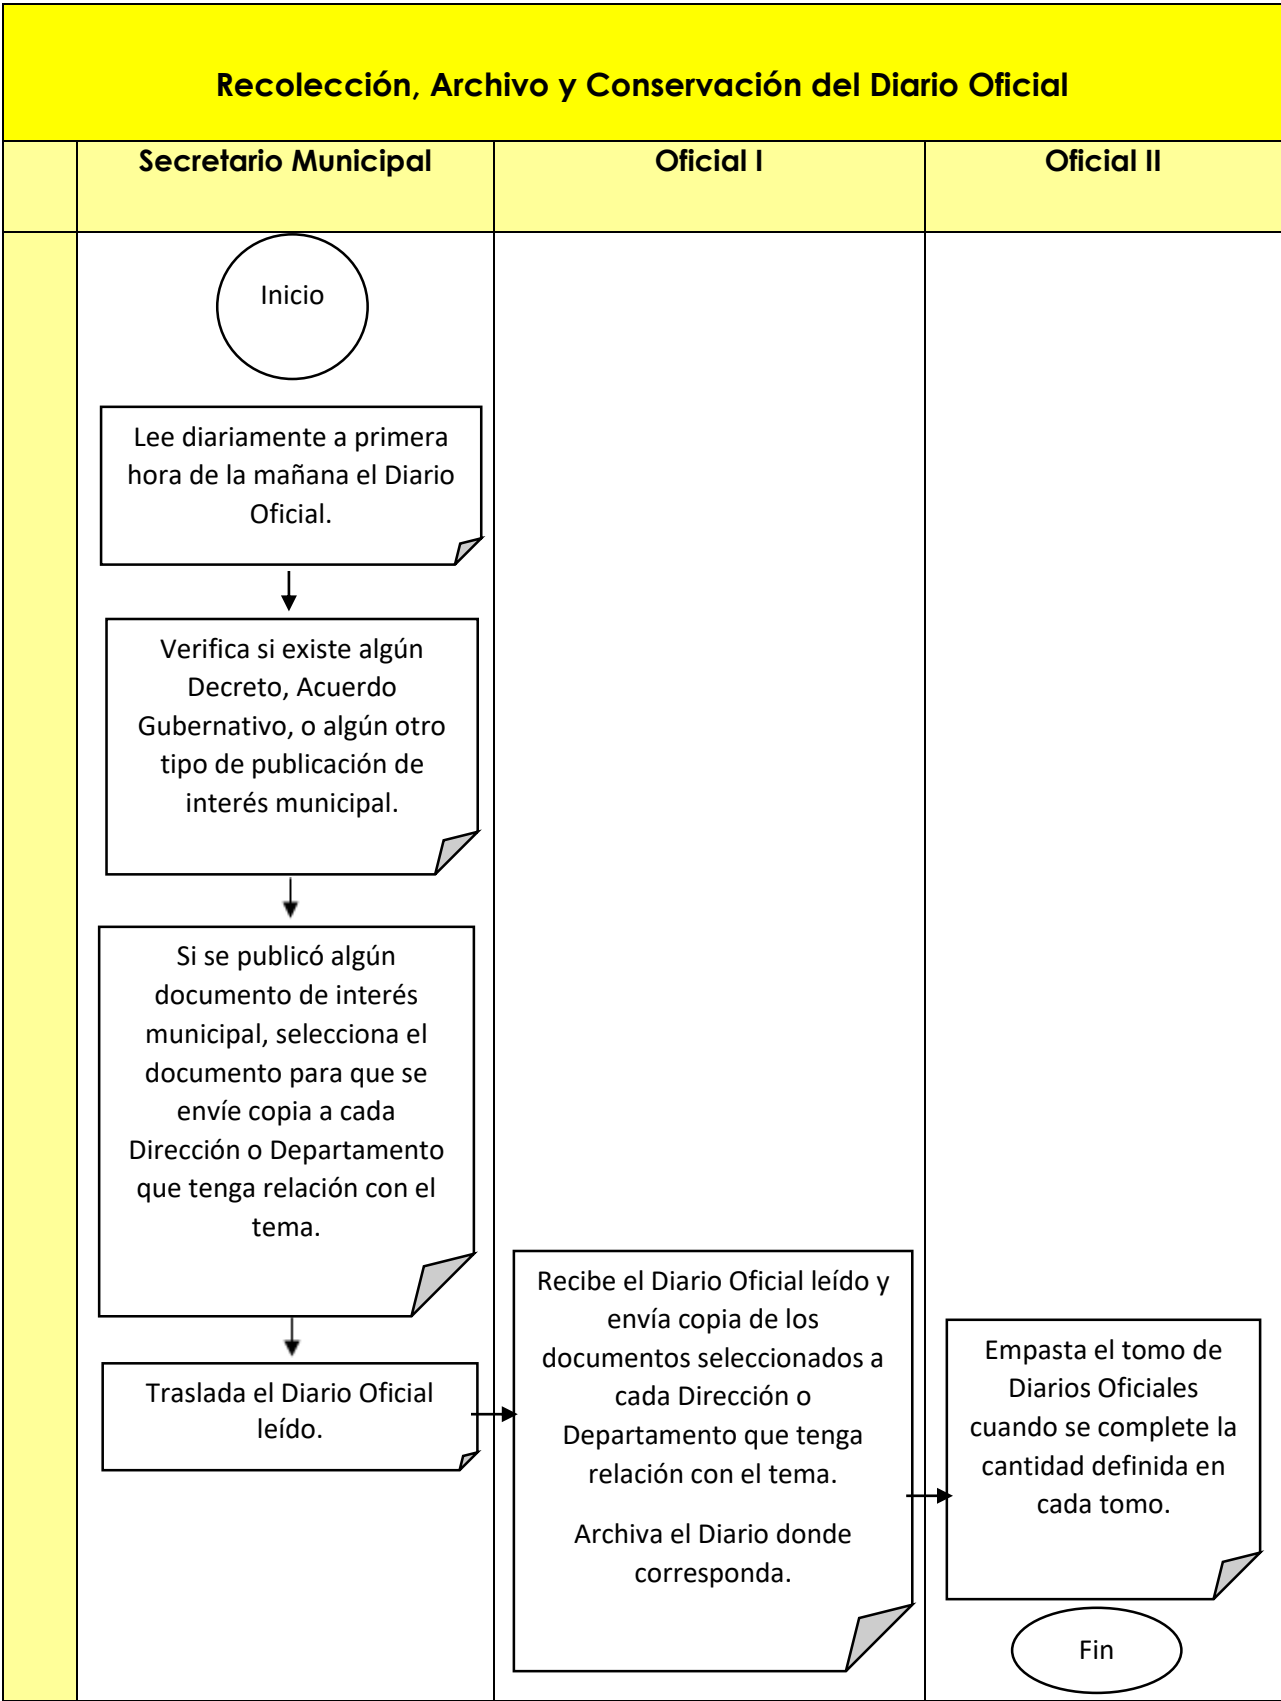 Recolección, Archivo y Conservación del Diario Oficial
Secretario Municipal
Oficial I
Oficial II
Inicio
Lee diariamente a primera
hora de la mañana el Diario
Oficial.
Verifica si existe algún
Decreto, Acuerdo
Gubernativo, o algún otro
tipo de publicación de
interés municipal.
Si se publicó algún
documento de interés
municipal, selecciona el
documento para que se
envíe copia a cada
Dirección o Departamento
que tenga relación con el
tema.
Traslada el Diario Oficial
leído.
Recibe el Diario Oficial leído y
envía copia de los
documentos seleccionados a
cada Dirección o
Departamento que tenga
relación con el tema.
Archiva el Diario donde
corresponda.
Empasta el tomo de
Diarios Oficiales
cuando se complete la
cantidad definida en
cada tomo.
Fin